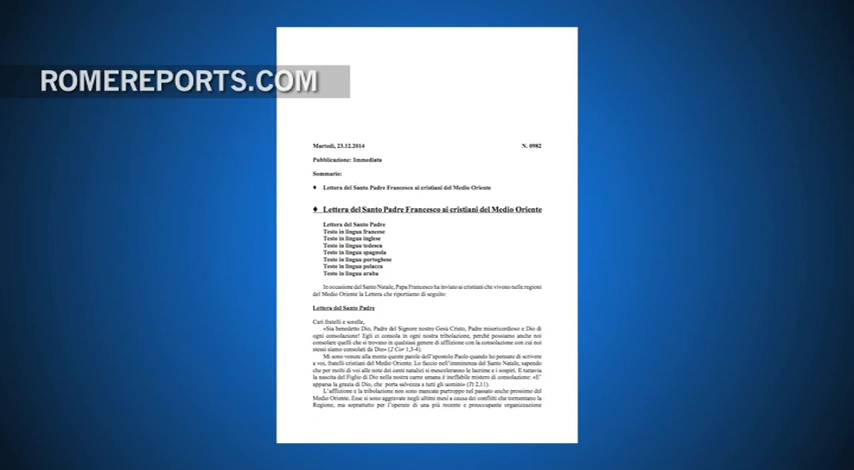 ROMEREPORTS.COM
Martedì, 23.12.2014 N. 0982
Pubblicazione: Immediata
Sommario:
♦ Lettera del Santo Padre Francesco ai cristiani del Medio Oriente
♦ Lettera del Santo Padre Francesco ai cristiani del Medio Oriente
Lettera del Santo Padre
Testo in lingua francese
Testo in lingua inglese
Testo in lingua tedesca
Testo in lingua spagnola
Testo in lingua portoghese
Testo in lingua polacca
Testo in lingua araba
In occasione del Santo Natale, Papa Francesco ha inviato ai cristiani che vivono nelle regioni
del Medio Oriente la Lettera che riportiamo di seguito:
Lettera del Santo Padre
Cari fratelli e sorelle,
«Sia benedetto Dio, Padre del Signore nostro Gesù Cristo, Padre misericordioso e Dio di
ogni consolazione! Egli ci consola in ogni nostra tribolazione, perché possiamo anche noi
consolare quelli che si trovano in qualsiasi genere di afflizione con la consolazione con cui noi
stessi siamo consolati da Dio» (2 Cor 1,3-4).
Mi sono venute alla mente queste parole dell'apostolo Paolo quando ho pensato di scrivere
a voi, fratelli cristiani del Medio Oriente. Lo faccio nell'imminenza del Santo Natale, sapendo
che per molti di voi alle note dei canti natalizi si mescoleranno le lacrime e i sospiri. E tuttavia
la nascita del Figlio di Dio nella nostra carne umana è ineffabile mistero di consolazione: «E'
apparsa la grazia di Dio, che porta salvezza a tutti gli uomini» (Tt 2,11).
L'afflizione e la tribolazione non sono mancate purtroppo nel passato anche prossimo del
Medio Oriente. Esse si sono aggravate negli ultimi mesi a causa dei conflitti che tormentano la
Regione, ma soprattutto per l'operato di una più recente e preoccupante organizzazione